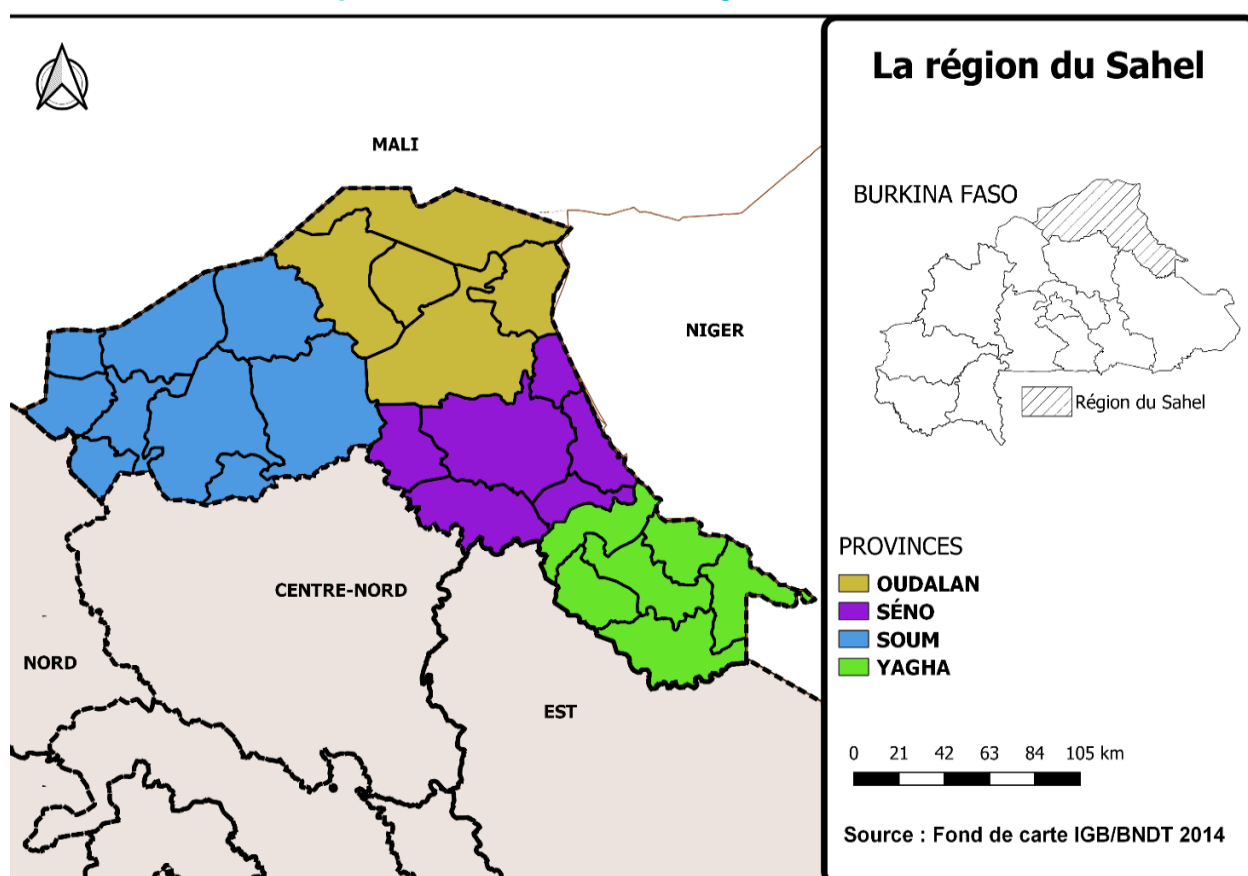 La région du Sahel
MALI
BURKINA FASO
NIGER
Région du Sahel
PROVINCES
OUDALAN
SÉNO
SOUM
YAGHA
CENTRE-NORD
NORD
EST
0 21 42 63 84 105 km
Source : Fond de carte IGB/BNDT 2014